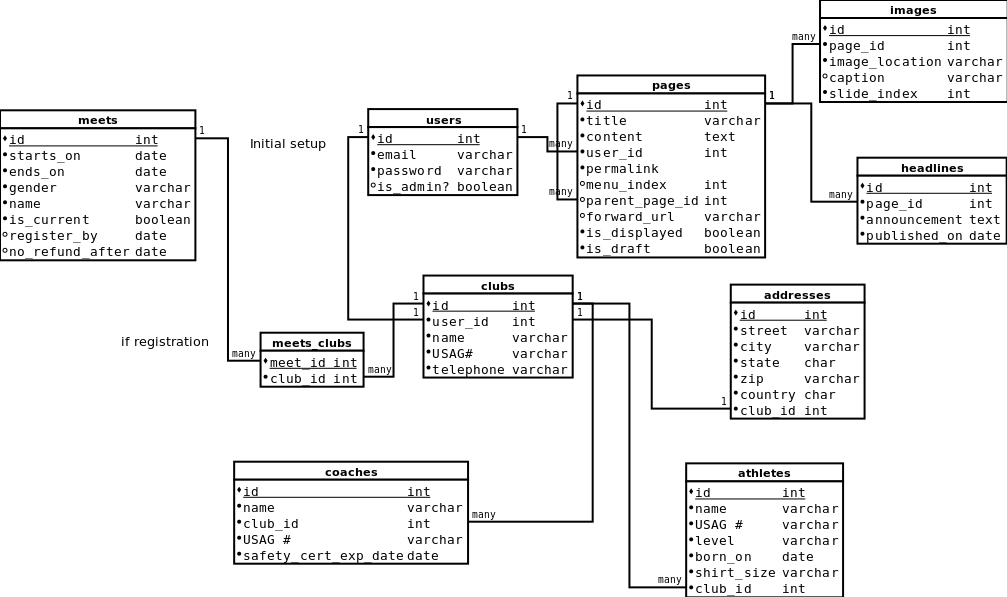 images
id int
many
page_id int
image_location varchar
caption varchar
slide_index int
pages
1
1
id int
title varchar
content text
many
user_id int
permalink
menu_index int
many
parent_page_id int
forward_url varchar
is_displayed boolean
is_draft boolean
meets
1
id int
starts_on date
ends_on date
gender varchar
name varchar
is_current boolean
register_by date
no_refund_after date
Initial setup
users
1
1
id int
email varchar
password varchar
is_admin? boolean
headlines
id int
many
page_id int
announcement text
published_on date
clubs
1
1
id int
1
1
user_id int
name varchar
USAG# varchar
telephone varchar
addresses
id int
street varchar
city varchar
state char
zip varchar
country char
1
club_id int
if registration
many
meets_clubs
meet_id int
club_id int
many
coaches
id int
name varchar
club_id int
many
USAG # varchar
safety_cert_exp_date date
athletes
id int
name varchar
USAG # varchar
level varchar
born_on date
shirt_size varchar
many
club_id int